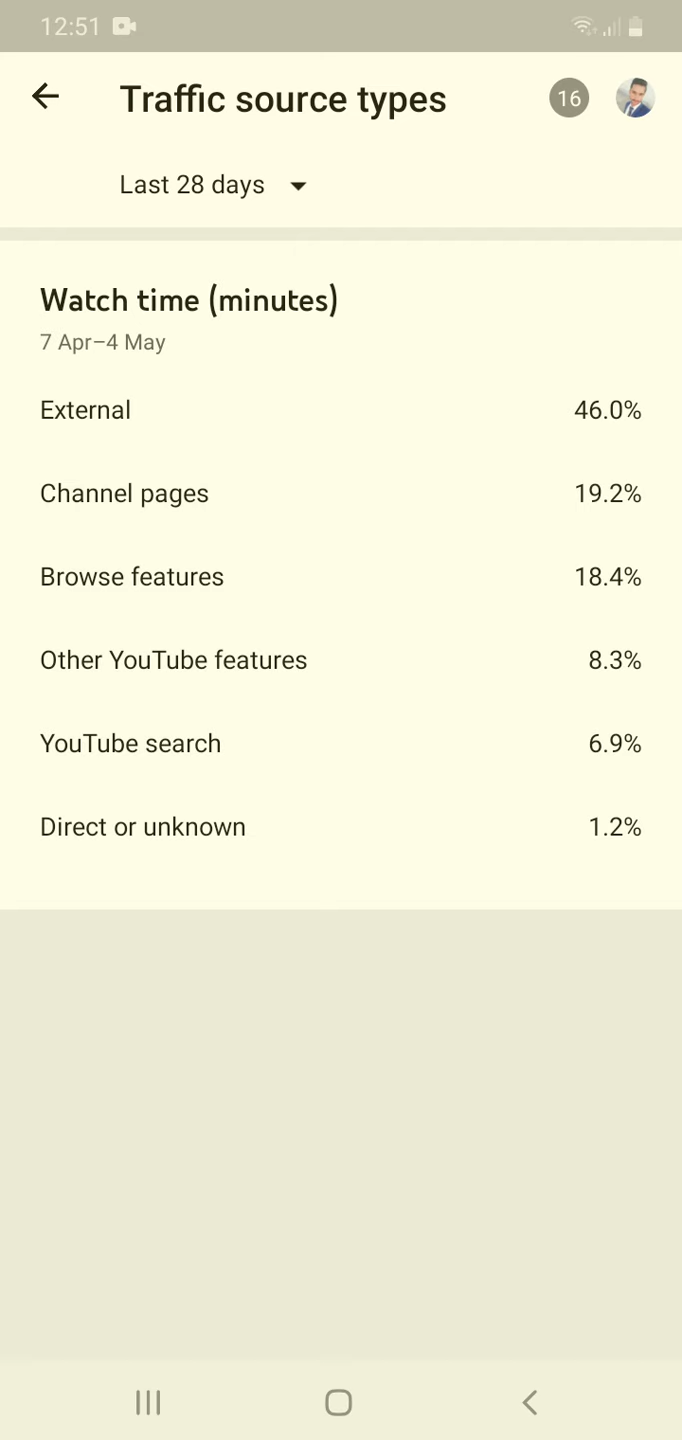 12:51
Traffic source types
16
Last 28 days
Watch time (minutes)
7 Apr–4 May
External 46.0%
Channel pages 19.2%
Browse features 18.4%
Other YouTube features 8.3%
YouTube search 6.9%
Direct or unknown 1.2%